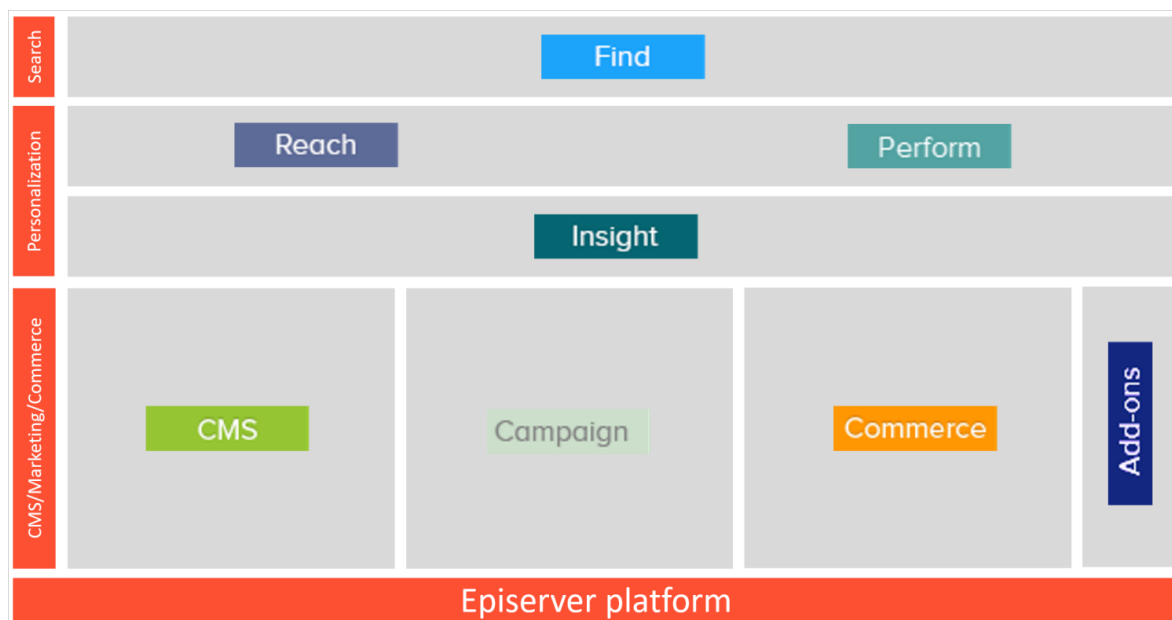 Search
Find
Personalization
Reach
Perform
Insight
CMS/Marketing/Commerce
CMS
Campaign
Commerce
Add-ons
Episerver platform